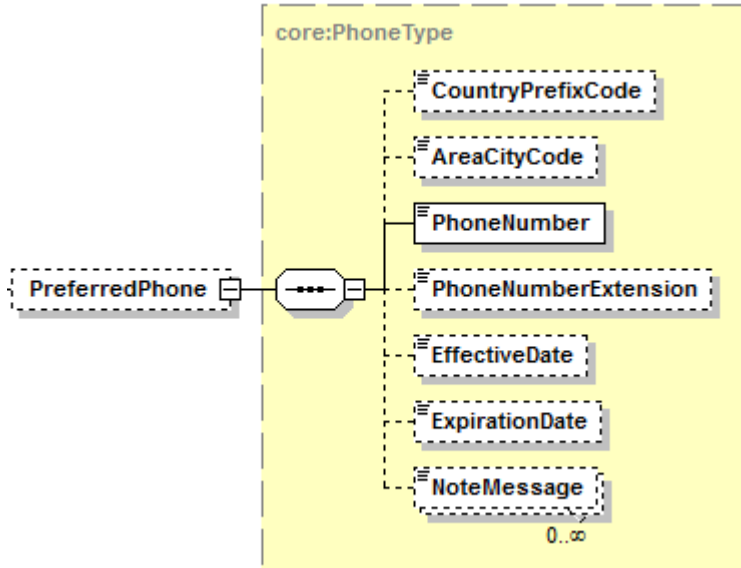 core:PhoneType
CountryPrefixCode
AreaCityCode
PhoneNumber
PreferredPhone
PhoneNumberExtension
EffectiveDate
ExpirationDate
NoteMessage
0..∞